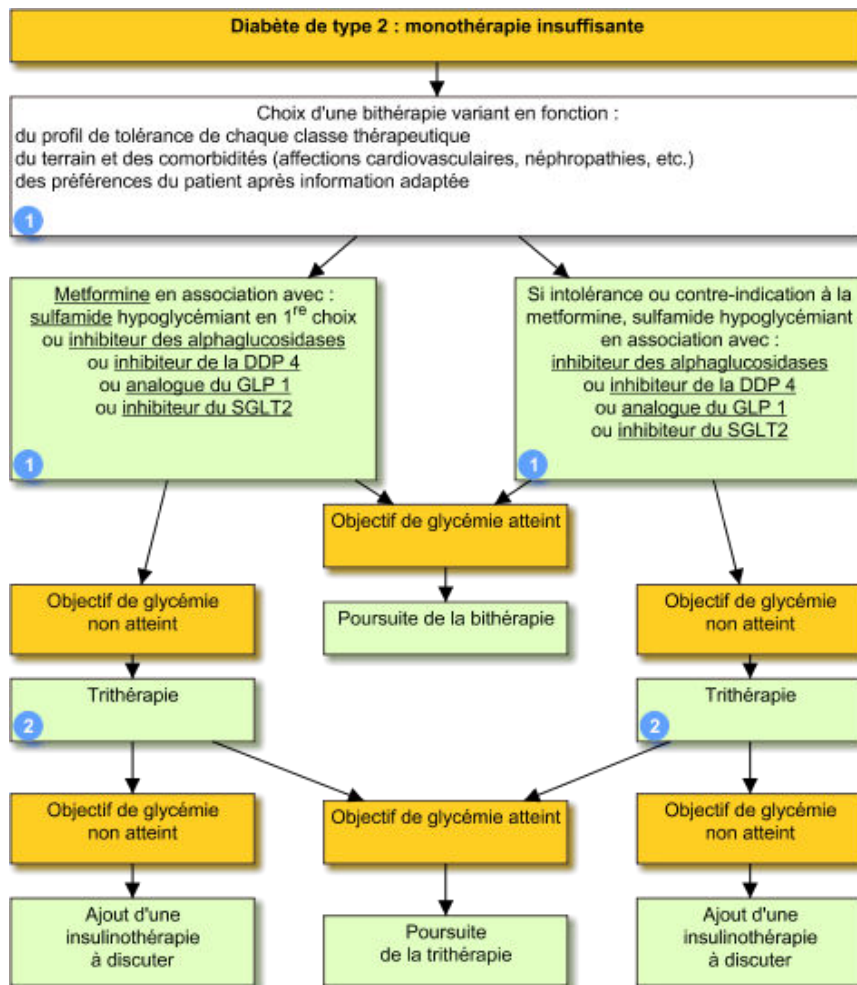 Diabète de type 2 : monothérapie insuffisante
Choix d'une bithérapie variant en fonction :
du profil de tolérance de chaque classe thérapeutique
du terrain et des comorbidités (affections cardiovasculaires, néphropathies, etc.)
des préférences du patient après information adaptée
1
Metformine en association avec :
sulfamide hypoglycémiant en 1re choix
ou inhibiteur des alphaglucosidases
ou inhibiteur de la DDP 4
ou analogue du GLP 1
ou inhibiteur du SGLT2
1
Si intolérance ou contre-indication à la
metformine, sulfamide hypoglycémiant
en association avec :
inhibiteur des alphaglucosidases
ou inhibiteur de la DDP 4
ou analogue du GLP 1
ou inhibiteur du SGLT2
1
Objectif de glycémie atteint
Poursuite de la bithérapie
Objectif de glycémie
non atteint
Objectif de glycémie
non atteint
Trithérapie
2
Trithérapie
2
Objectif de glycémie
non atteint
Objectif de glycémie atteint
Objectif de glycémie
non atteint
Ajout d'une
insulinothérapie
à discuter
Poursuite
de la trithérapie
Ajout d'une
insulinothérapie
à discuter